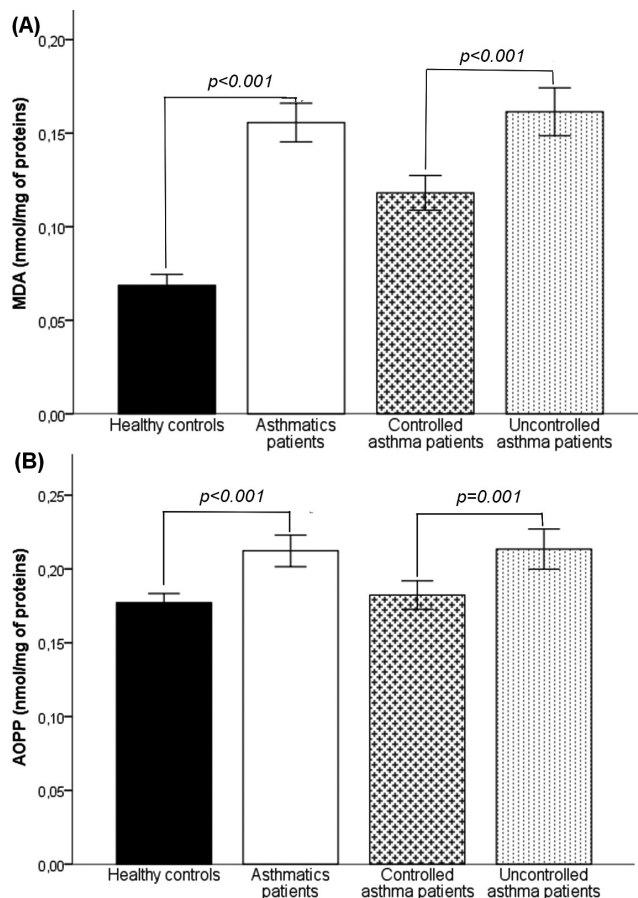 (A)
MDA (nmol/mg of proteins)
0,20
0,15
0,10
0,05
0,00
p<0.001
p<0.001
Healthy controls
Asthmatics
patients
Controlled
asthma patients
Uncontrolled
asthma patients
(B)
AOPP (nmol/mg of proteins)
0,25
0,20
0,15
0,10
0,05
0,00
p<0.001
p=0.001
Healthy controls
Asthmatics
patients
Controlled
asthma patients
Uncontrolled
asthma patients